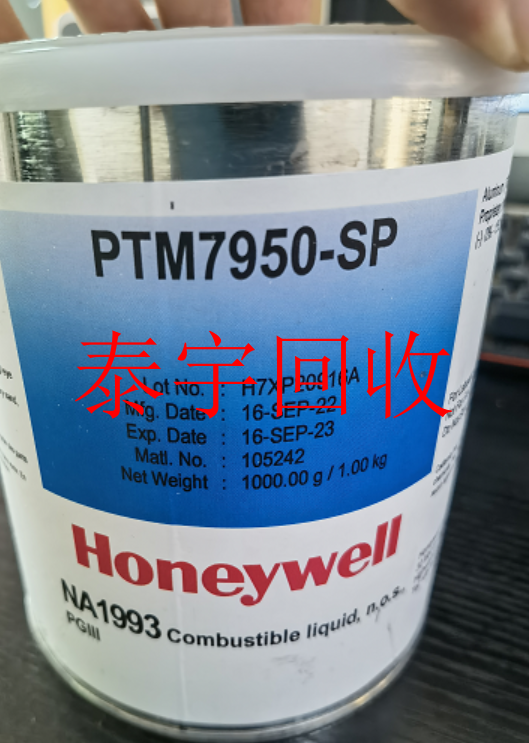 PTM7950-SP
泰宇回收
Lot No. : H7XP20916A
Mfg. Date : 16-SEP-22
Exp. Date : 16-SEP-23
Matl. No. : 105242
Net Weight : 1000.00 g / 1.00 kg
Honeywell
NA1993 Combustible liquid, n.o.s.,
PGIII